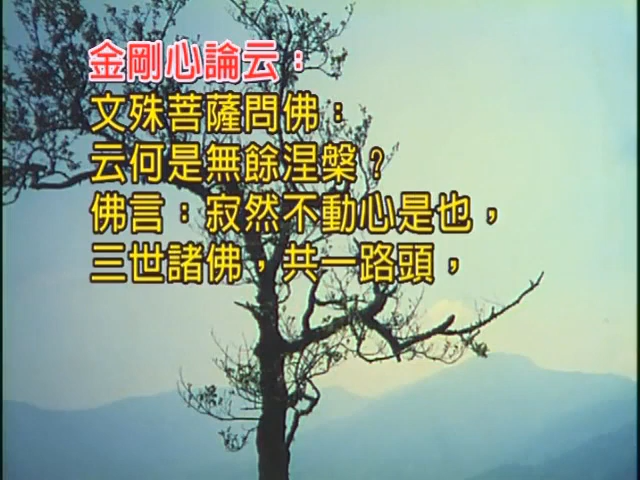 金剛心論云：
文殊菩薩問佛：
云何是無餘涅槃？
佛言：寂然不動心是也，
三世諸佛，共一路頭，